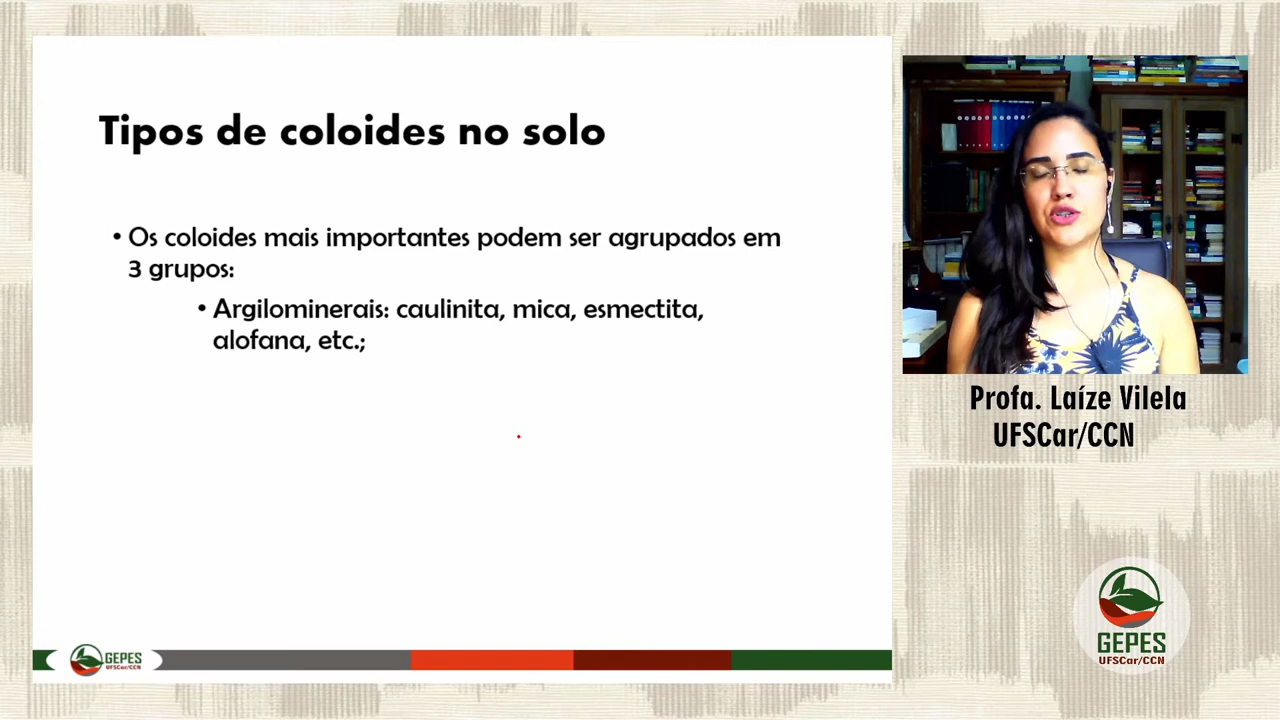 Tipos de coloides no solo
• Os coloides mais importantes podem ser agrupados em
3 grupos:
• Argilominerais: caulinita, mica, esmectita,
alofana, etc.;
Profa. Laíze Vilela
UFSCar/CCN
GEPES
UFSCar/CCN
GEPES
UFSCar/CCN